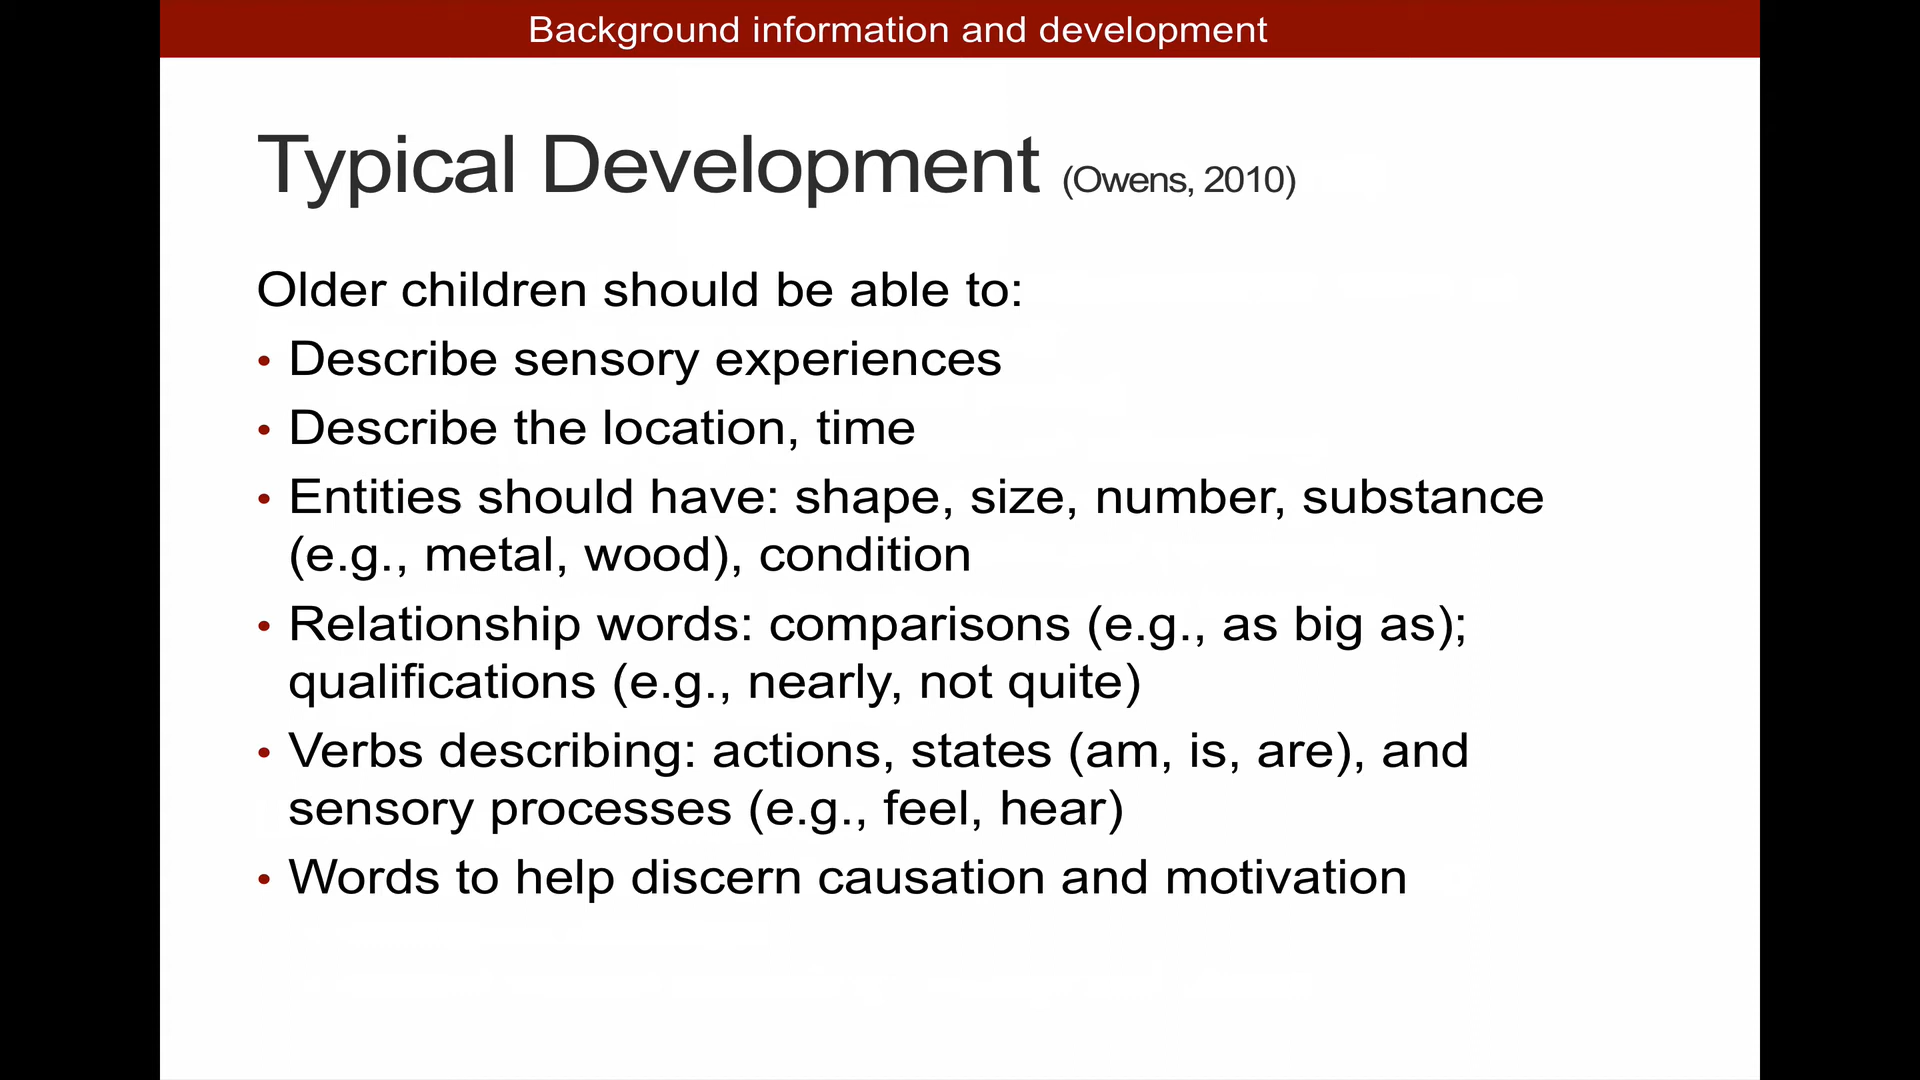 Background information and development
Typical Development (Owens, 2010)
Older children should be able to:
• Describe sensory experiences
• Describe the location, time
• Entities should have: shape, size, number, substance
(e.g., metal, wood), condition
• Relationship words: comparisons (e.g., as big as);
qualifications (e.g., nearly, not quite)
• Verbs describing: actions, states (am, is, are), and
sensory processes (e.g., feel, hear)
• Words to help discern causation and motivation